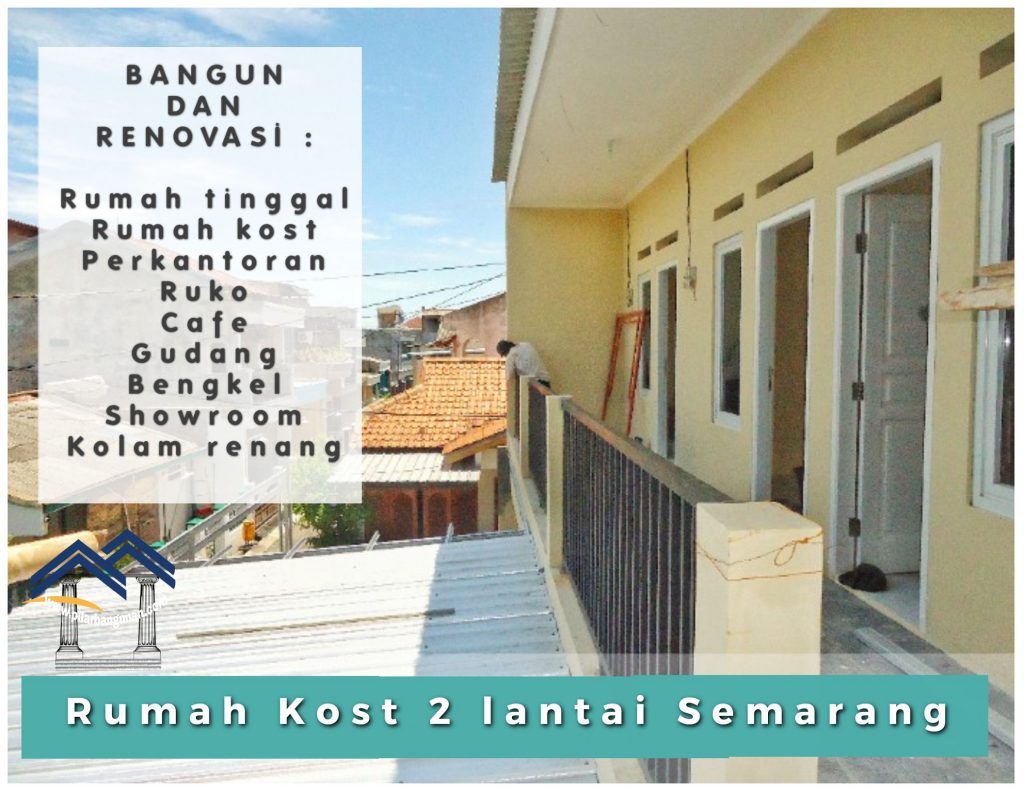 BANGUN
DAN
RENOVASI :
Rumah tinggal
Rumah kost
Perkantoran
Ruko
Cafe
Gudang
Bengkel
Showroom
Kolam renang
Rumah Kost 2 lantai Semarang